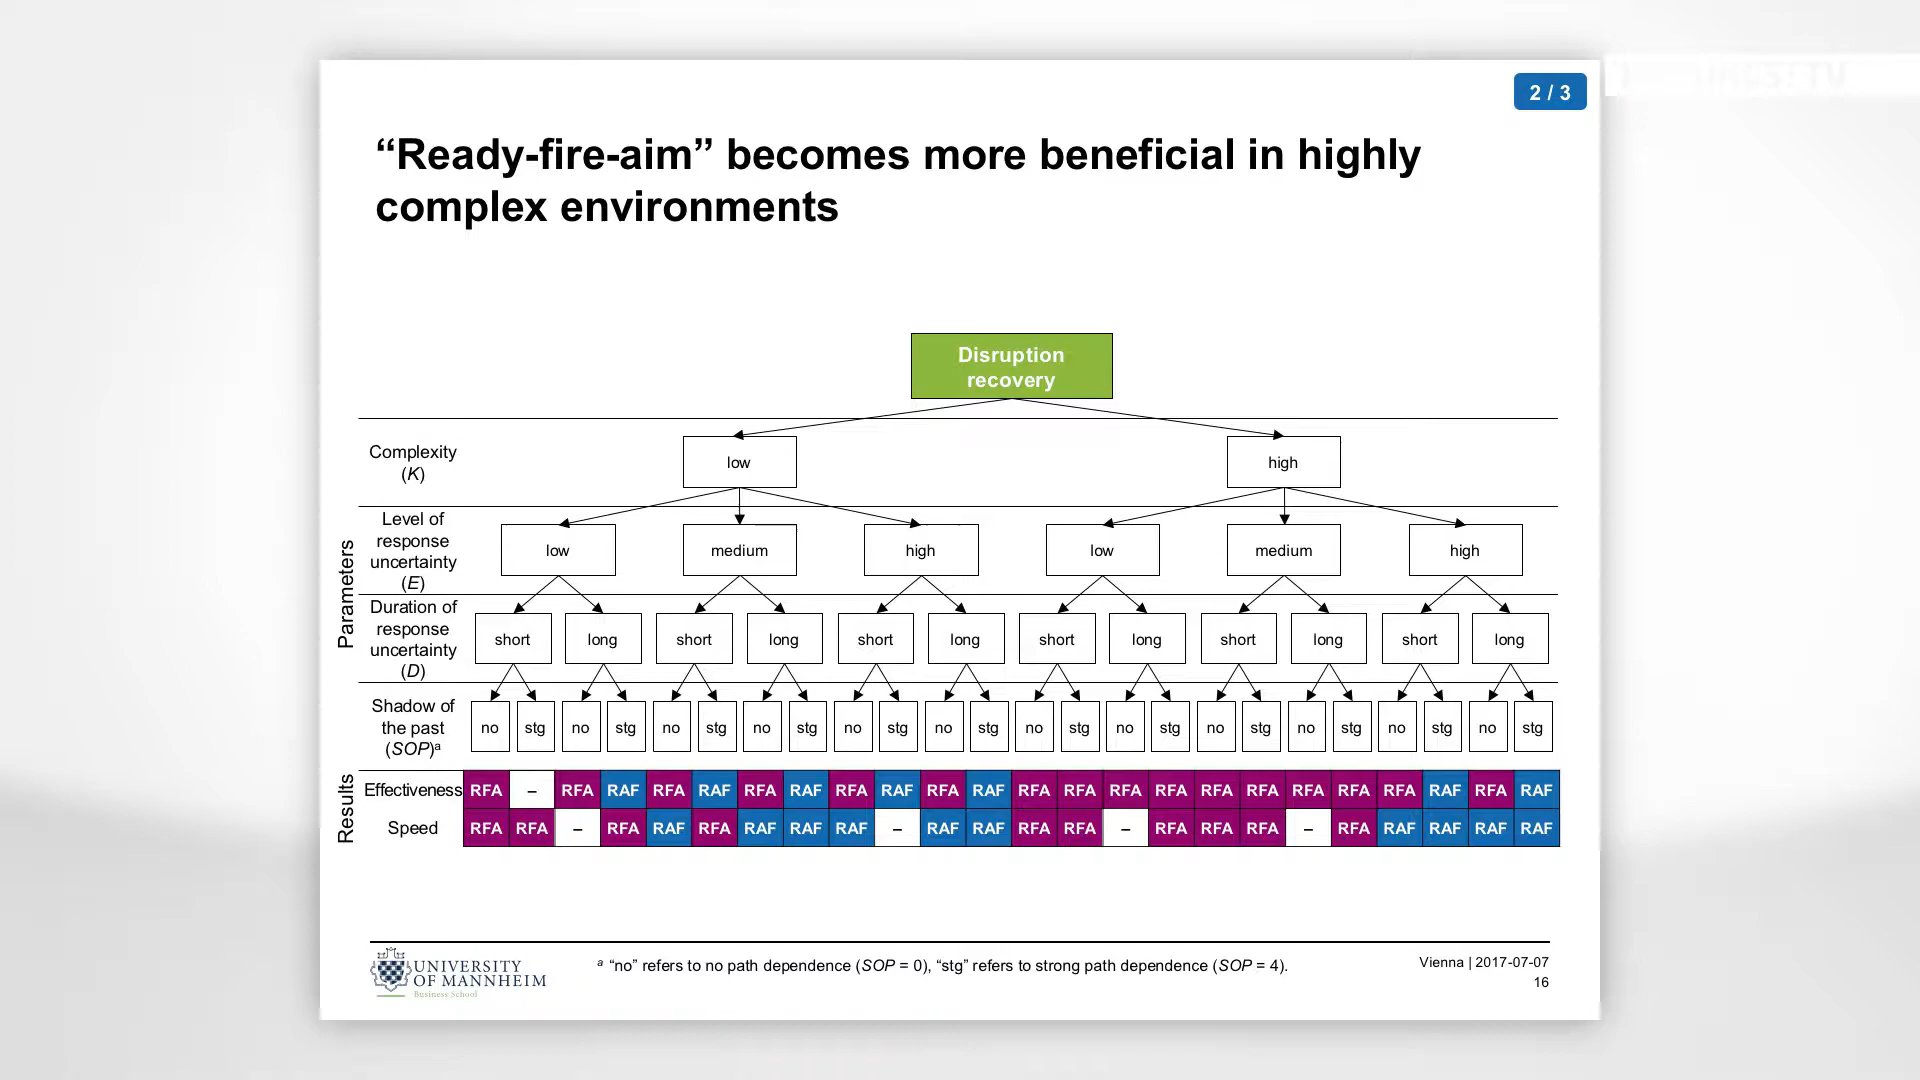 2 / 3
“Ready-fire-aim” becomes more beneficial in highly
complex environments
Disruption
recovery
Parameters
Complexity
(K)
low high
Level of
response
uncertainty
(E)
low medium high low medium high
Duration of
response
uncertainty
(D)
short long short long short long short long short long short long
Shadow of
the past
(SOP)ᵃ
no stg no stg no stg no stg no stg no stg no stg no stg no stg no stg no stg no stg
Results
Effectiveness RFA – RFA RAF RFA RAF RFA RAF RFA RAF RFA RAF RFA RFA RFA RFA RFA RFA RFA RFA RFA RAF RFA RAF
Speed RFA RFA – RFA RAF RFA RAF RAF RAF – RAF RAF RFA RFA – RFA RFA RFA – RFA RAF RAF RAF RAF
UNIVERSITY
OF MANNHEIM
Business School
ᵃ “no” refers to no path dependence (SOP = 0), “stg” refers to strong path dependence (SOP = 4).
Vienna | 2017-07-07
16